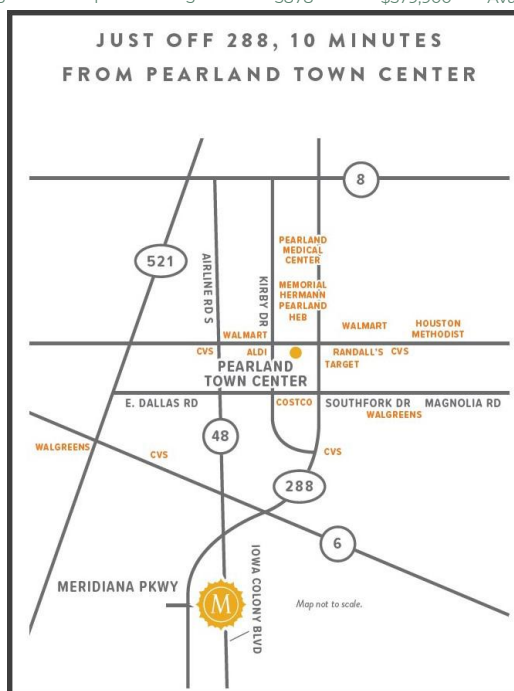 $379,900
JUST OFF 288, 10 MINUTES
FROM PEARLAND TOWN CENTER
8
521
AIRLINE RD S
KIRBY DR
PEARLAND
MEDICAL
CENTER
MEMORIAL
HERMANN
PEARLAND
HEB
WALMART
WALMART
HOUSTON
METHODIST
CVS
ALDI
RANDALL'S
CVS
PEARLAND
TOWN CENTER
TARGET
E. DALLAS RD
COSTCO
SOUTHFORK DR
MAGNOLIA RD
WALGREENS
48
WALGREENS
CVS
CVS
288
6
MERIDIANA PKWY
M
IOWA COLONY BLVD
Map not to scale.